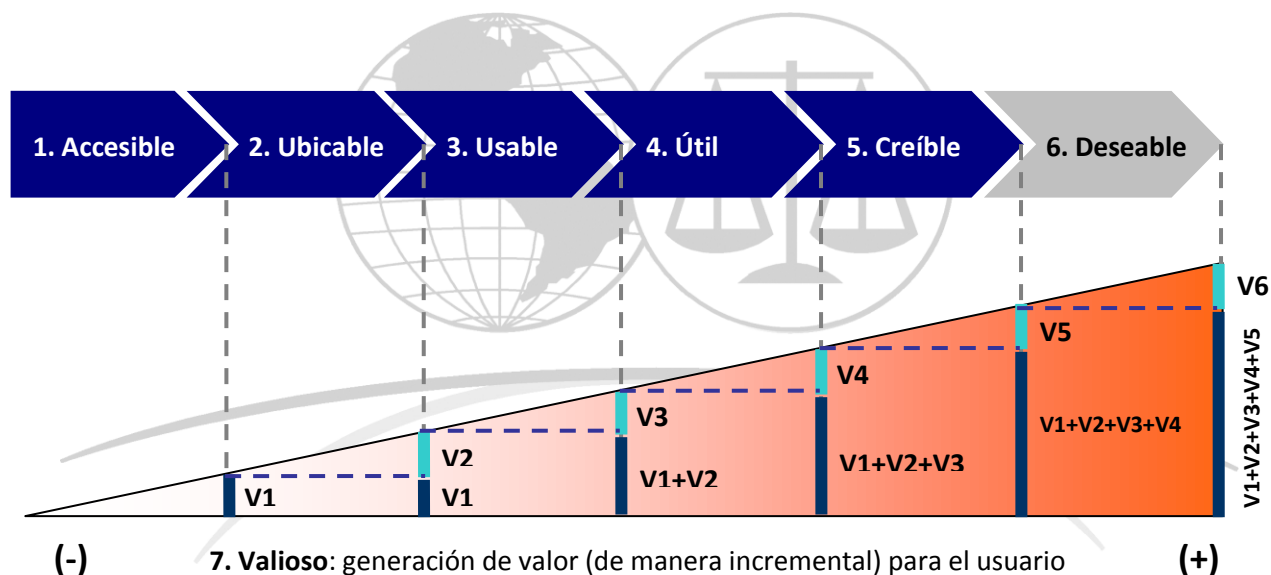 1. Accesible
2. Ubicable
3. Usable
4. Útil
5. Creíble
6. Deseable
V6
V5
V4
V3
V2
V1
V1
V1+V2
V1+V2+V3
V1+V2+V3+V4
V1+V2+V3+V4+V5
(-)
7. Valioso: generación de valor (de manera incremental) para el usuario
(+)